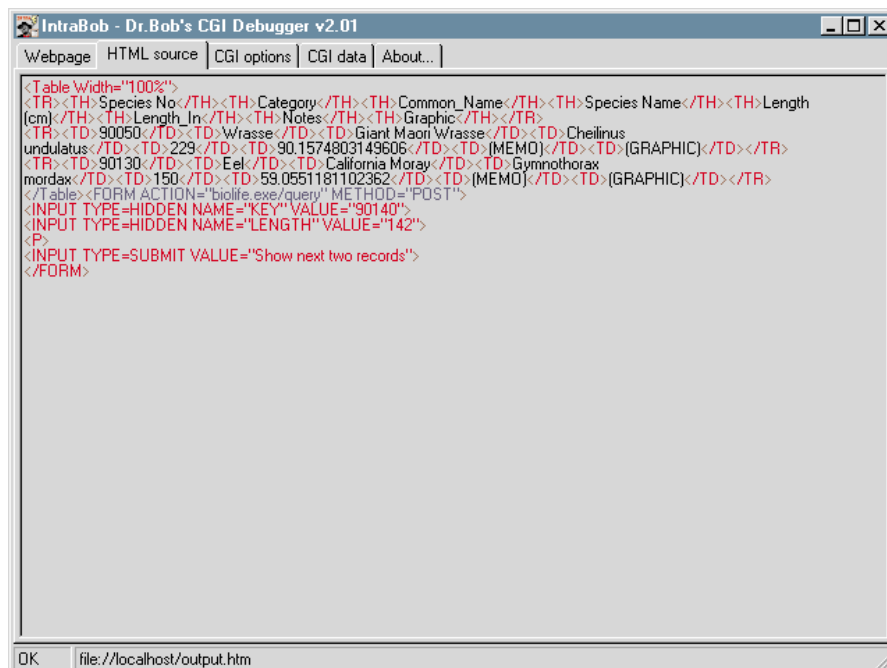 IntraBob - Dr.Bob's CGI Debugger v2.01
Webpage HTML source CGI options CGI data About...
<Table Width="100%">
<TR><TH>Species No</TH><TH>Category</TH><TH>Common_Name</TH><TH>Species Name</TH><TH>Length
(cm)</TH><TH>Length_In</TH><TH>Notes</TH><TH>Graphic</TH></TR>
<TR><TD>90050</TD><TD>Wrasse</TD><TD>Giant Maori Wrasse</TD><TD>Cheilinus
undulatus</TD><TD>229</TD><TD>90.1574803149606</TD><TD>(MEMO)</TD><TD>(GRAPHIC)</TD></TR>
<TR><TD>90130</TD><TD>Eel</TD><TD>California Moray</TD><TD>Gymnothorax
mordax</TD><TD>150</TD><TD>59.0551181102362</TD><TD>(MEMO)</TD><TD>(GRAPHIC)</TD></TR>
</Table><FORM ACTION="biolife.exe/query" METHOD="POST">
<INPUT TYPE=HIDDEN NAME="KEY" VALUE="90140">
<INPUT TYPE=HIDDEN NAME="LENGTH" VALUE="142">
<P>
<INPUT TYPE=SUBMIT VALUE="Show next two records">
</FORM>
OK file://localhost/output.htm